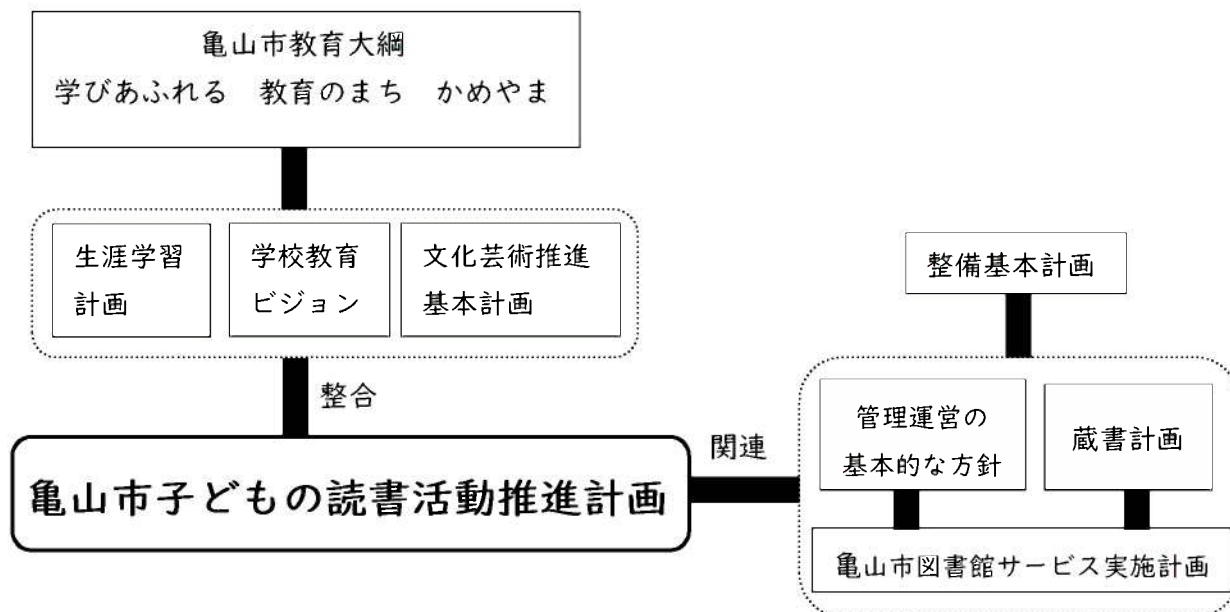 亀山市教育大綱
学びあふれる　教育のまち　かめやま
生涯学習
計画
学校教育
ビジョン
文化芸術推進
基本計画
整合
亀山市子どもの読書活動推進計画
関連
整備基本計画
管理運営の
基本的な方針
蔵書計画
亀山市図書館サービス実施計画